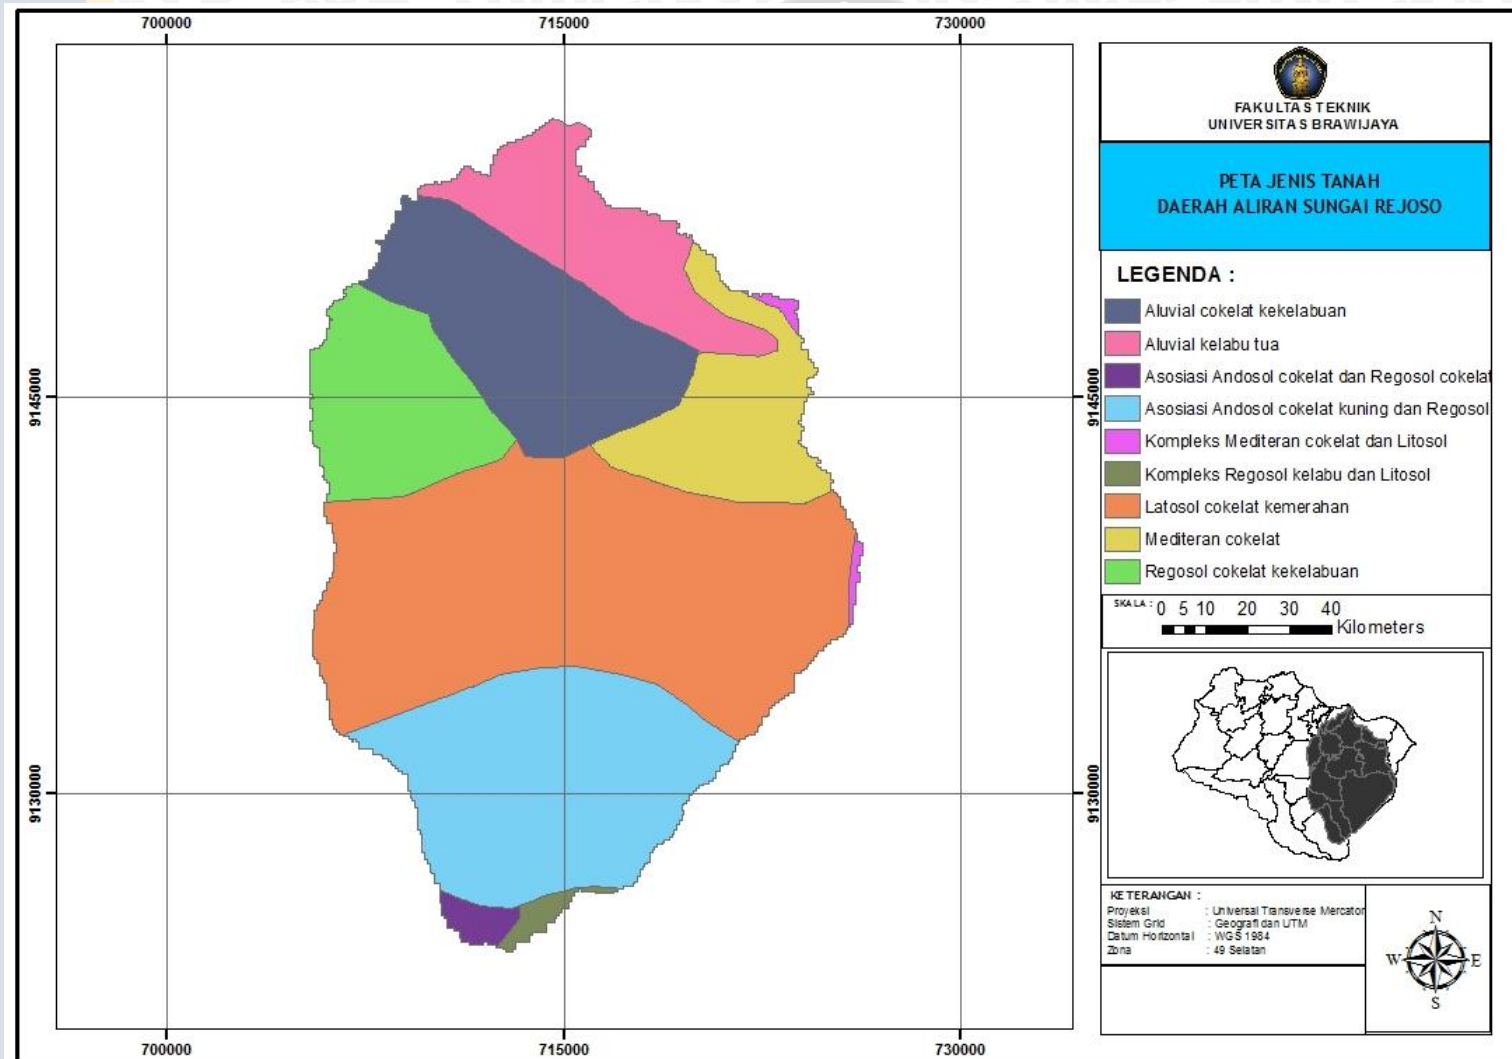 700000
715000
730000
9145000
9145000
9130000
9130000
700000
715000
730000
FAKULTAS TEKNIK
UNIVERSITAS BRAWIJAYA
PETA JENIS TANAH
DAERAH ALIRAN SUNGAI REJOSO
LEGENDA :
Aluvial cokelat kekelabuan
Aluvial kelabu tua
Asosiasi Andosol cokelat dan Regosol cokelat
Asosiasi Andosol cokelat kuning dan Regosol
Kompleks Mediteran cokelat dan Litosol
Kompleks Regosol kelabu dan Litosol
Latosol cokelat kemerahan
Mediteran cokelat
Regosol cokelat kekelabuan
SKALA : 0 5 10 20 30 40
Kilometers
KETERANGAN :
Proyeksi : Universal Transverse Mercator
Sistem Grid : Geografi dan UTM
Datum Horizontal : WGS 1984
Zona : 49 Selatan
N
W E
S